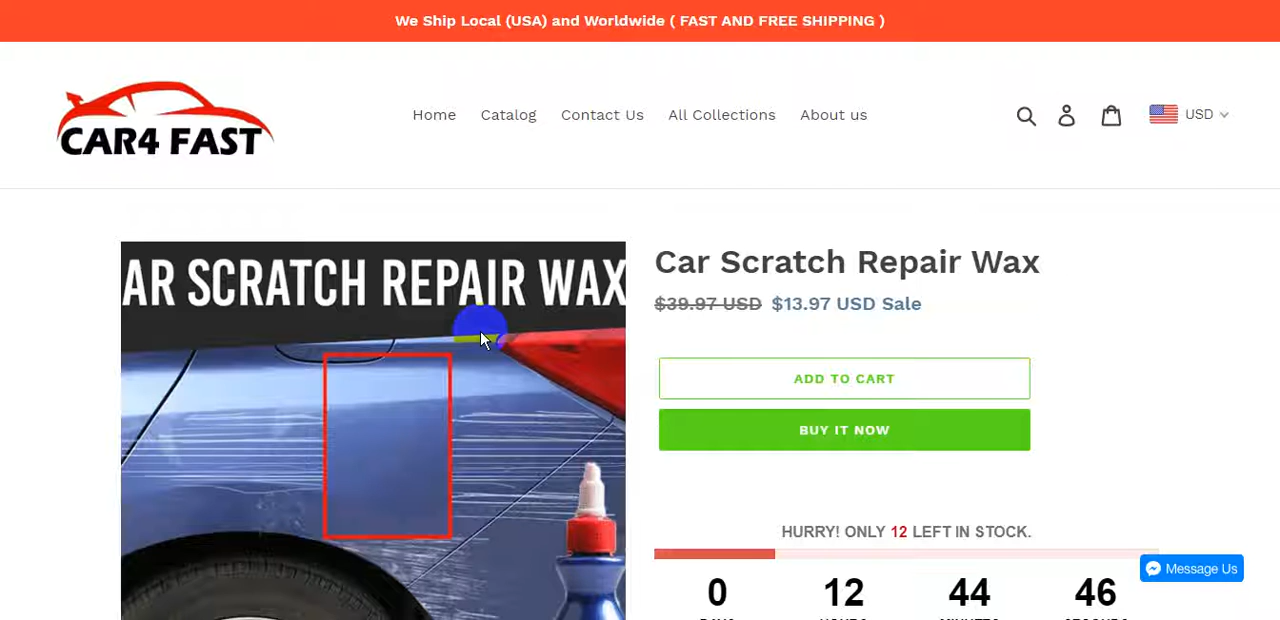 We Ship Local (USA) and Worldwide ( FAST AND FREE SHIPPING )
CAR4 FAST
Home Catalog Contact Us All Collections About us
USD
AR SCRATCH REPAIR WAX
Car Scratch Repair Wax
$39.97 USD $13.97 USD Sale
ADD TO CART
BUY IT NOW
HURRY! ONLY 12 LEFT IN STOCK.
Message Us
0 12 44 46